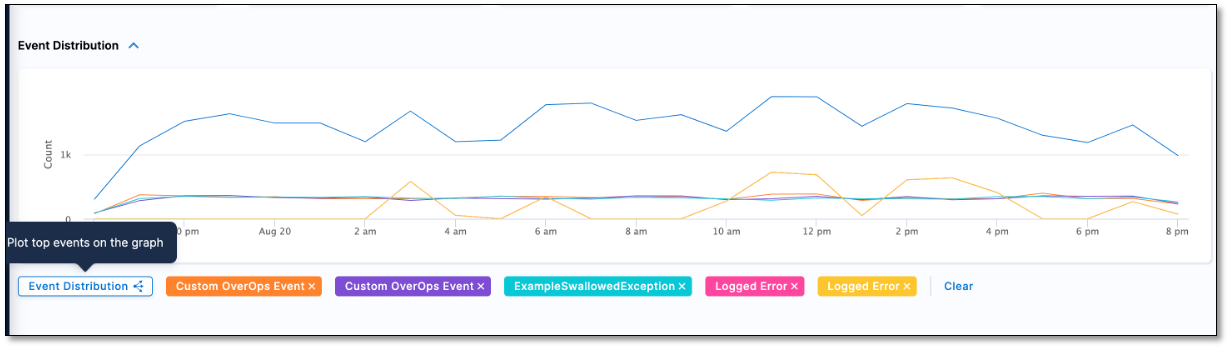 Event Distribution
Count
1k
0
0 pm Aug 20 2 am 4 am 6 am 8 am 10 am 12 pm 2 pm 4 pm 6 pm 8 pm
Plot top events on the graph
Event Distribution Custom OverOps Event × Custom OverOps Event × ExampleSwallowedException × Logged Error × Logged Error × Clear